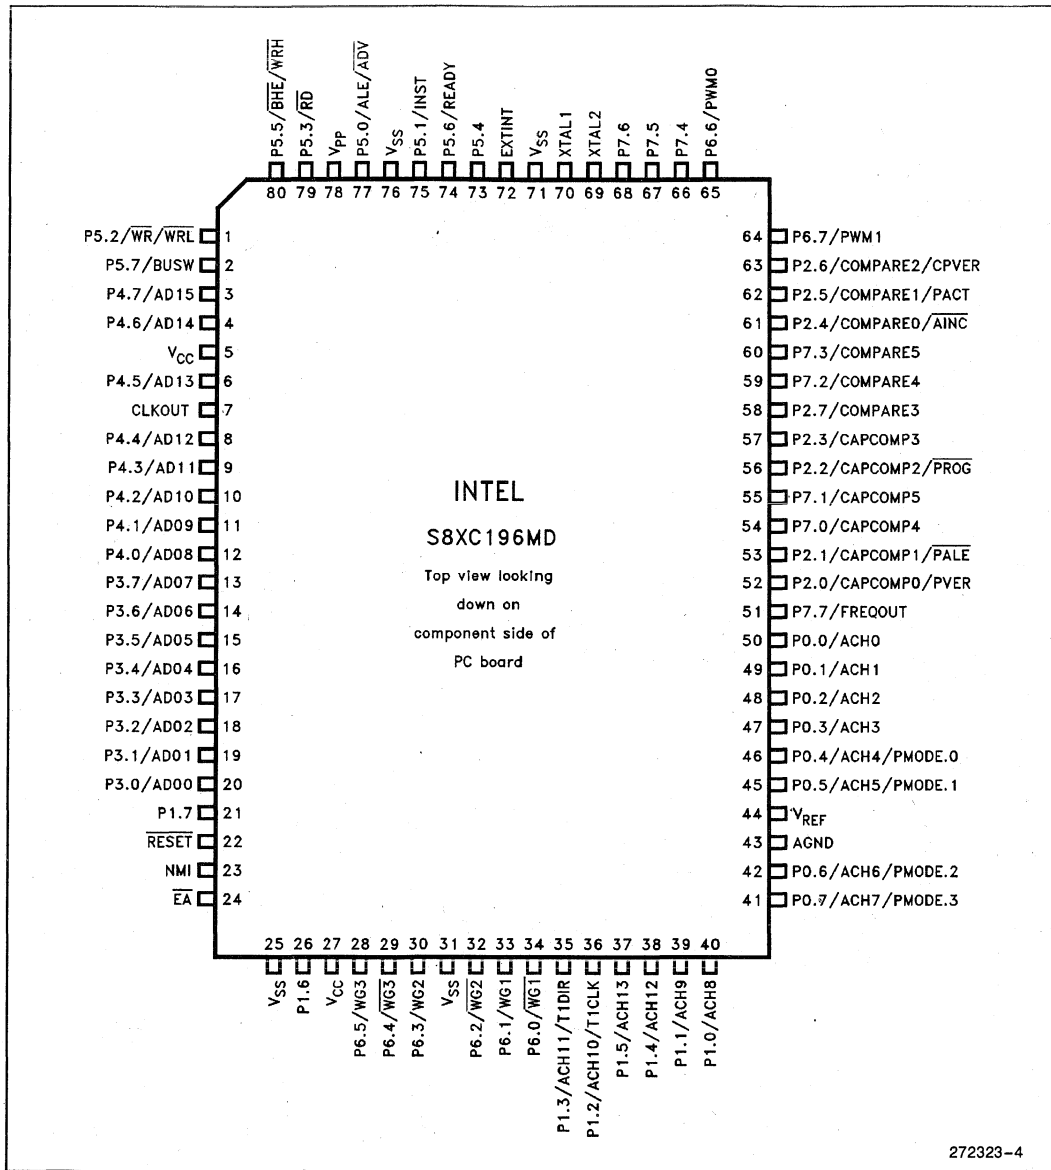 P5.5/B̅H̅E̅/W̅R̅H̅
P5.3/R̅D̅
VPP
P5.0/ALE/A̅D̅V̅
VSS
P5.1/INST
P5.6/READY
P5.4
EXTINT
VSS
XTAL1
XTAL2
P7.6
P7.5
P7.4
P6.6/PWM0
80 79 78 77 76 75 74 73 72 71 70 69 68 67 66 65
P5.2/W̅R̅/W̅R̅L̅ 1
P5.7/BUSW 2
P4.7/AD15 3
P4.6/AD14 4
VCC 5
P4.5/AD13 6
CLKOUT 7
P4.4/AD12 8
P4.3/AD11 9
P4.2/AD10 10
P4.1/AD09 11
P4.0/AD08 12
P3.7/AD07 13
P3.6/AD06 14
P3.5/AD05 15
P3.4/AD04 16
P3.3/AD03 17
P3.2/AD02 18
P3.1/AD01 19
P3.0/AD00 20
P1.7 21
R̅E̅S̅E̅T̅ 22
NMI 23
E̅A̅ 24
INTEL
S8XC196MD
Top view looking
down on
component side of
PC board
64 P6.7/PWM1
63 P2.6/COMPARE2/CPVER
62 P2.5/COMPARE1/PACT
61 P2.4/COMPARE0/A̅I̅N̅C̅
60 P7.3/COMPARE5
59 P7.2/COMPARE4
58 P2.7/COMPARE3
57 P2.3/CAPCOMP3
56 P2.2/CAPCOMP2/P̅R̅O̅G̅
55 P7.1/CAPCOMP5
54 P7.0/CAPCOMP4
53 P2.1/CAPCOMP1/P̅A̅L̅E̅
52 P2.0/CAPCOMP0/PVER
51 P7.7/FREQOUT
50 P0.0/ACH0
49 P0.1/ACH1
48 P0.2/ACH2
47 P0.3/ACH3
46 P0.4/ACH4/PMODE.0
45 P0.5/ACH5/PMODE.1
44 VREF
43 AGND
42 P0.6/ACH6/PMODE.2
41 P0.7/ACH7/PMODE.3
25 26 27 28 29 30 31 32 33 34 35 36 37 38 39 40
VSS
P1.6
VCC
P6.5/WG3
P6.4/W̅G̅3̅
P6.3/WG2
VSS
P6.2/W̅G̅2̅
P6.1/WG1
P6.0/W̅G̅1̅
P1.3/ACH11/T1DIR
P1.2/ACH10/T1CLK
P1.5/ACH13
P1.4/ACH12
P1.1/ACH9
P1.0/ACH8
272323-4